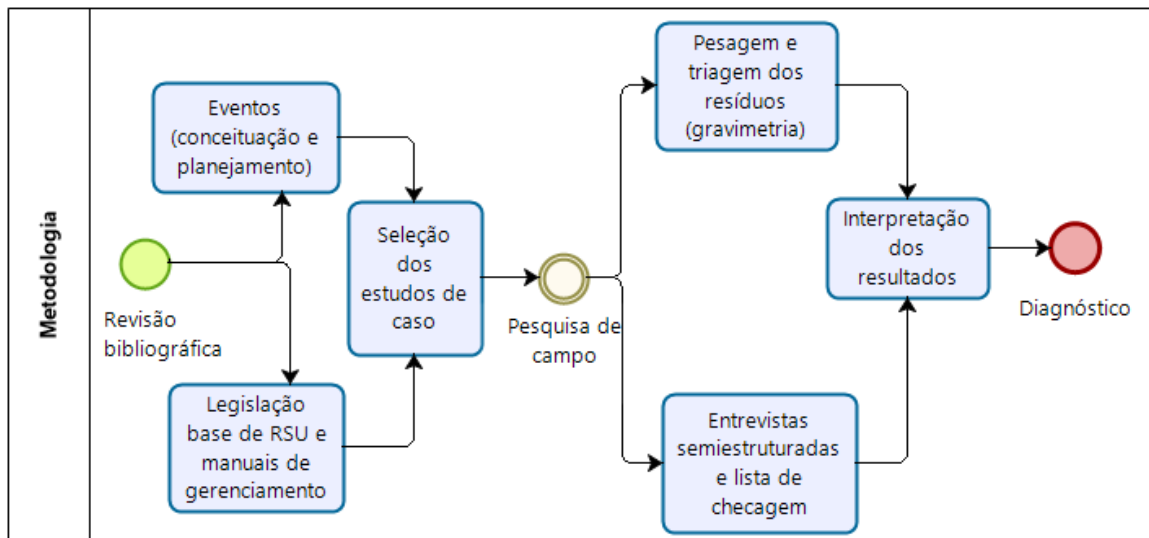 Metodologia
Revisão
bibliográfica
Eventos
(conceituação e
planejamento)
Legislação
base de RSU e
manuais de
gerenciamento
Seleção
dos
estudos de
caso
Pesquisa de
campo
Pesagem e
triagem dos
resíduos
(gravimetria)
Entrevistas
semiestruturadas
e lista de
checagem
Interpretação
dos
resultados
Diagnóstico